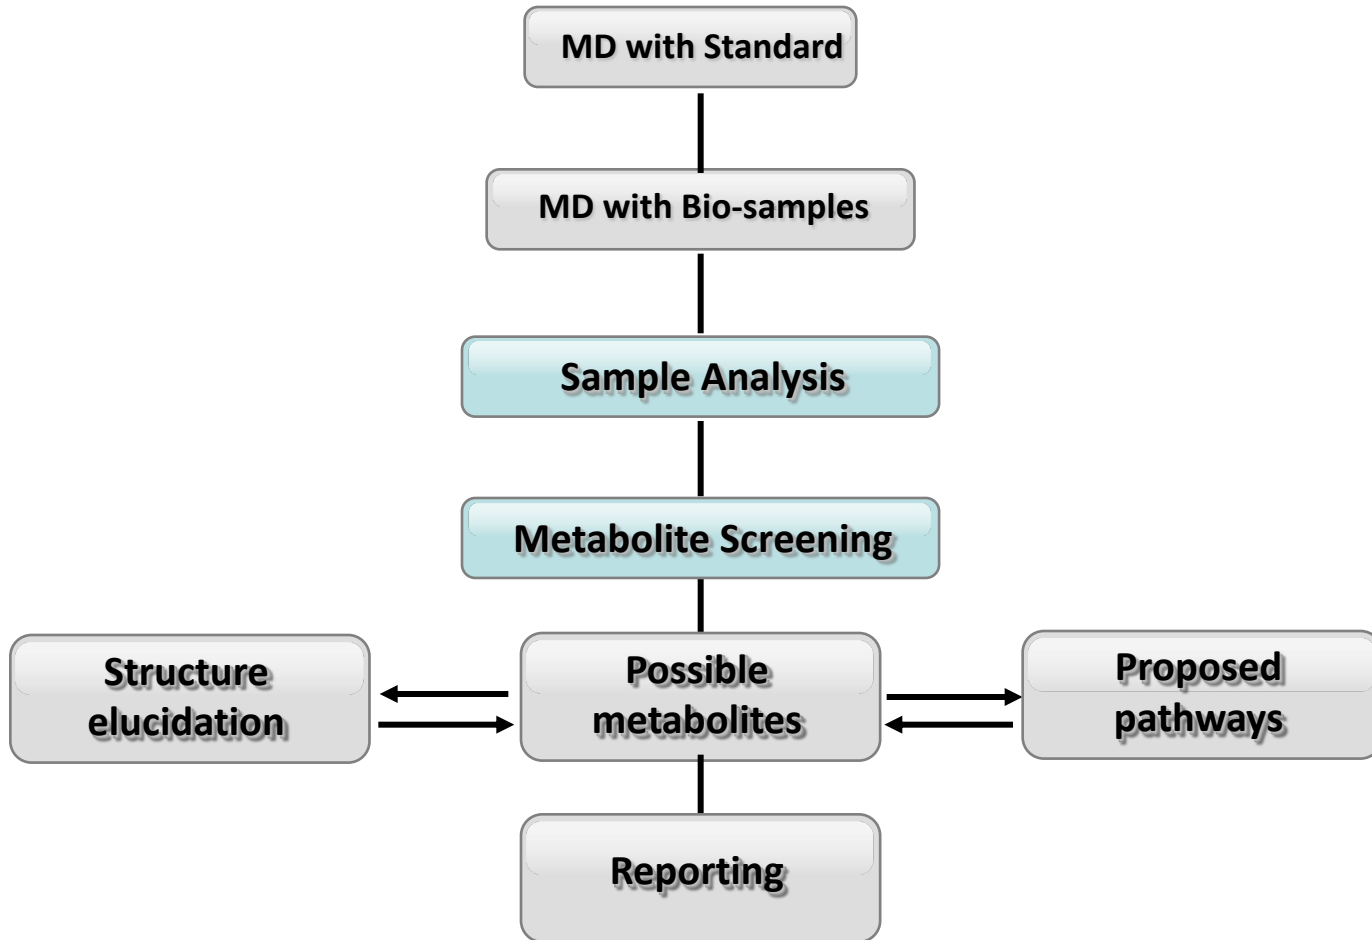 MD with Standard
MD with Bio-samples
Sample Analysis
Metabolite Screening
Structure
elucidation
Possible
metabolites
Proposed
pathways
Reporting